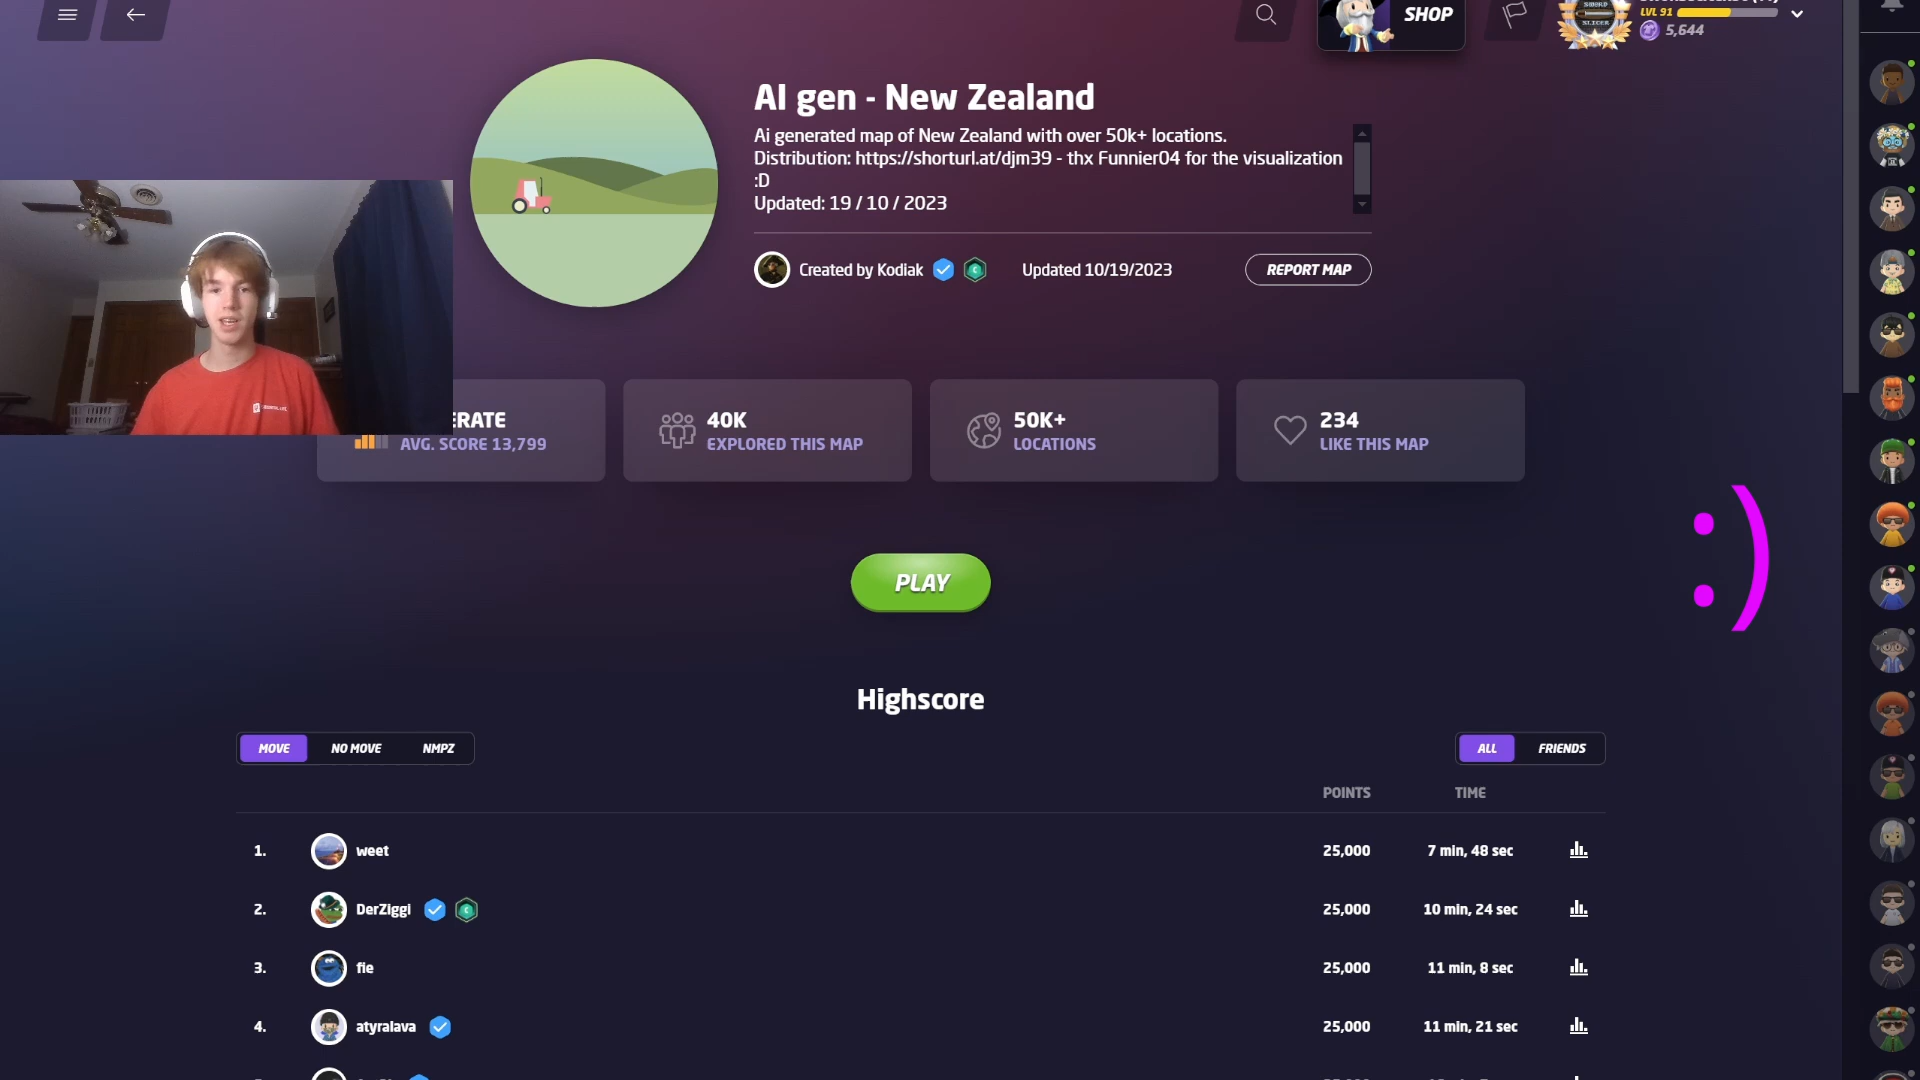 SHOP
LVL 91
5,644
AI gen - New Zealand
Ai generated map of New Zealand with over 50k+ locations.
Distribution: https://shorturl.at/djm39 - thx Funnier04 for the visualization
:D
Updated: 19 / 10 / 2023
Created by Kodiak
Updated 10/19/2023
REPORT MAP
ERATE
AVG. SCORE 13,799
40K
EXPLORED THIS MAP
50K+
LOCATIONS
234
LIKE THIS MAP
:)
PLAY
Highscore
MOVE NO MOVE NMPZ
ALL FRIENDS
POINTS TIME
1. weet 25,000 7 min, 48 sec
2. DerZiggi 25,000 10 min, 24 sec
3. fie 25,000 11 min, 8 sec
4. atyralava 25,000 11 min, 21 sec